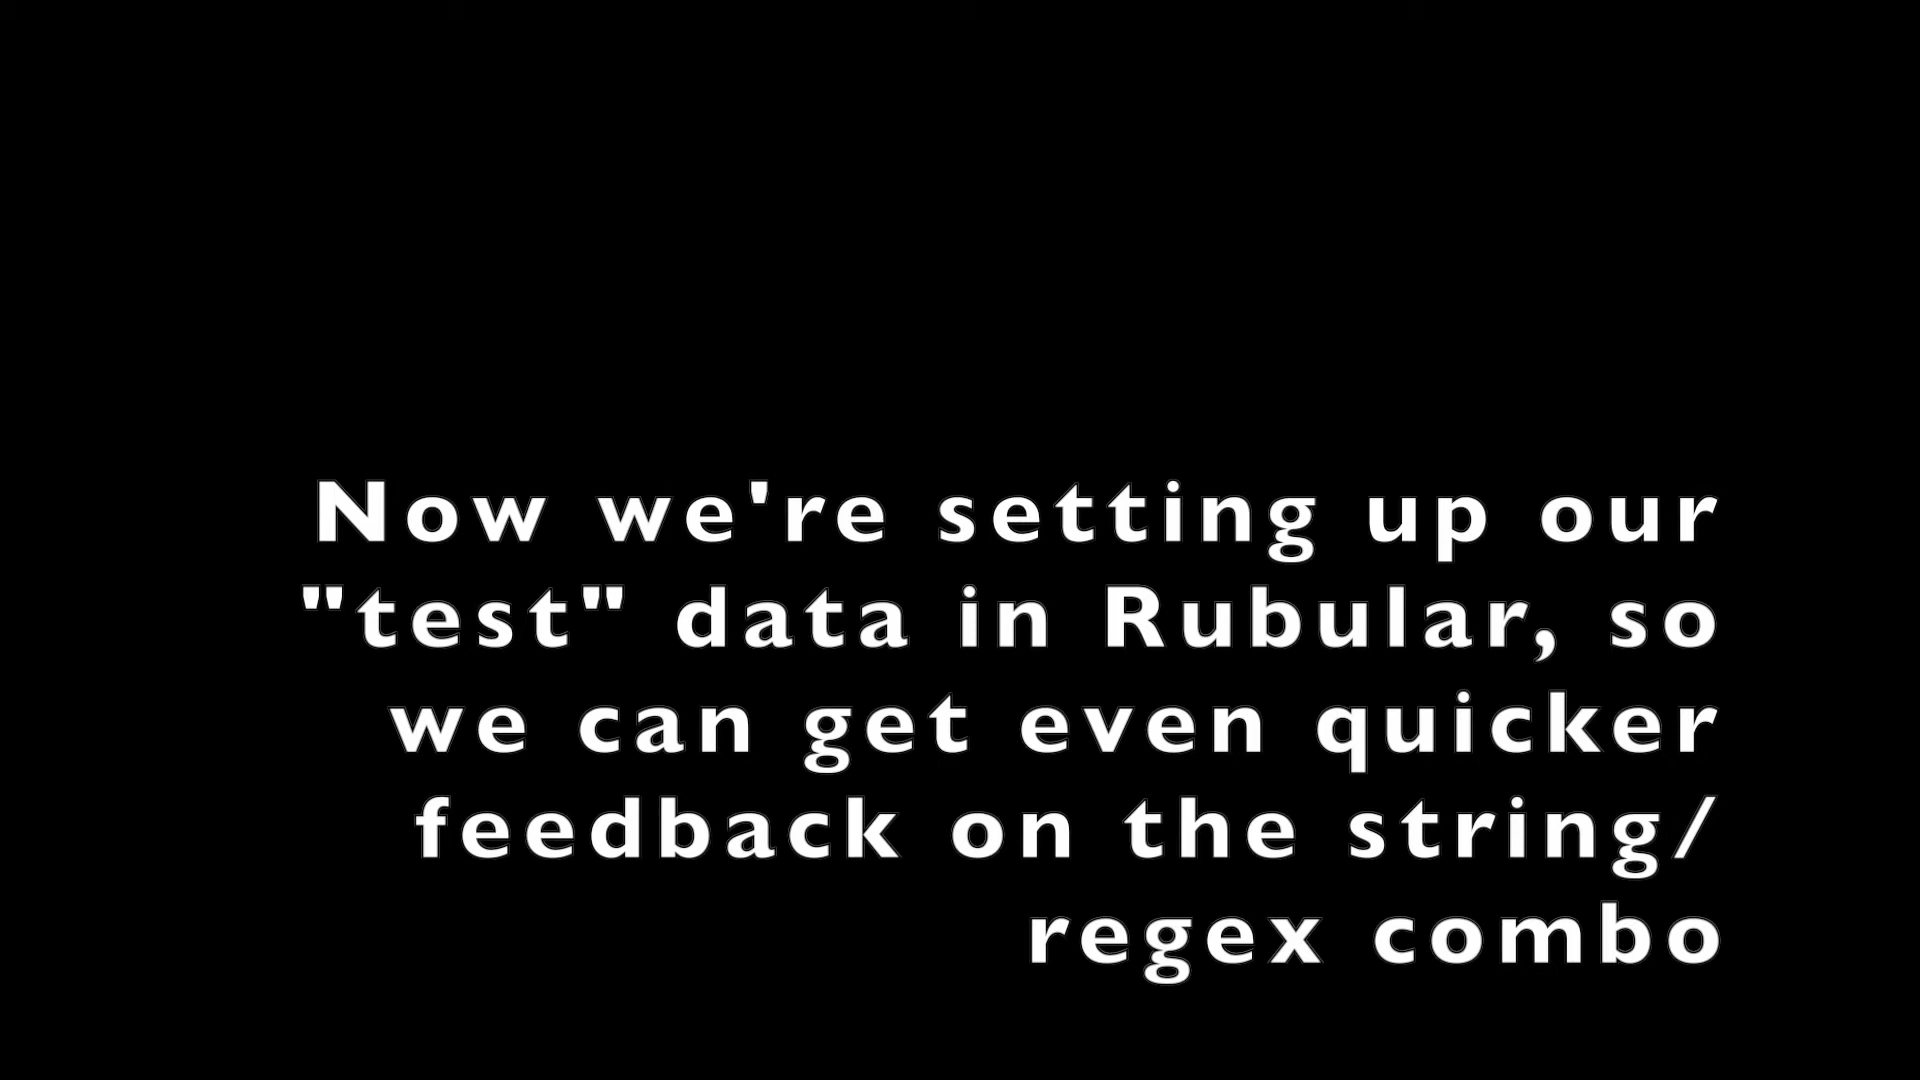 Now we're setting up our
"test" data in Rubular, so
we can get even quicker
feedback on the string/
regex combo